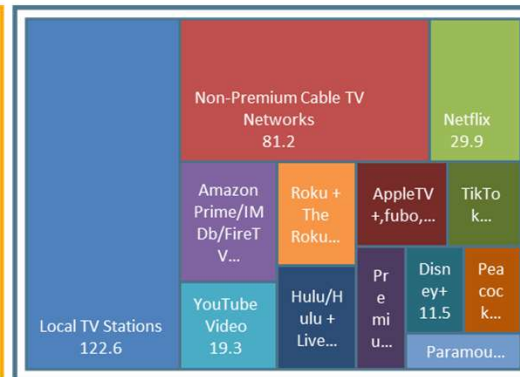 Local TV Stations
122.6
Non-Premium Cable TV
Networks
81.2
Netflix
29.9
Amazon
Prime/IM
Db/FireT
V...
YouTube
Video
19.3
Roku +
The
Roku...
Hulu/H
ulu +
Live...
AppleTV
+,fubo,...
TikTo
k...
Pr
e
mi
u...
Disn
ey+
11.5
Pea
coc
k...
Paramou...